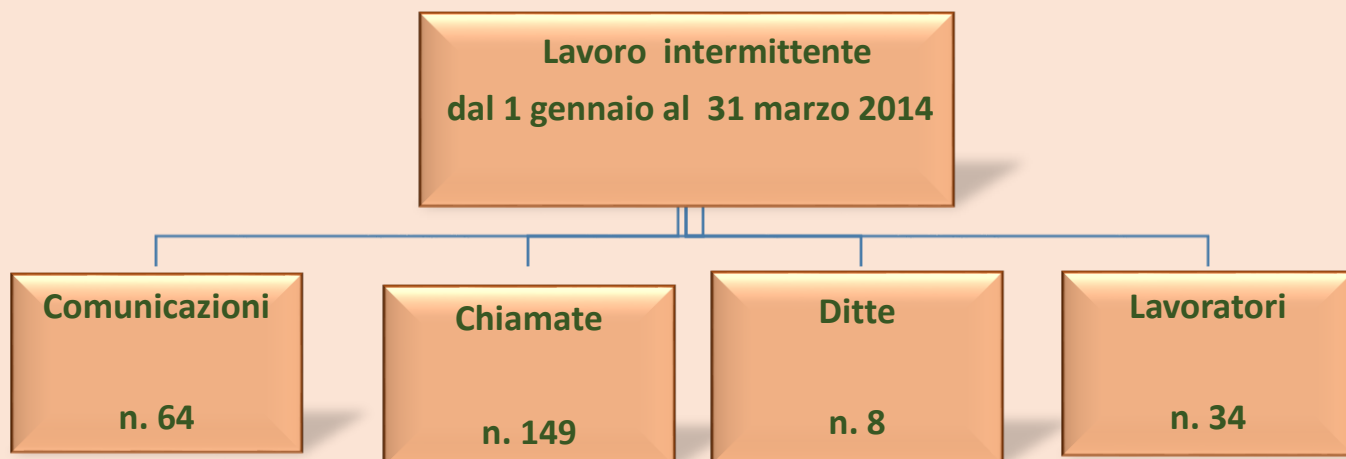 Lavoro intermittente
dal 1 gennaio al 31 marzo 2014
Comunicazioni
n. 64
Chiamate
n. 149
Ditte
n. 8
Lavoratori
n. 34